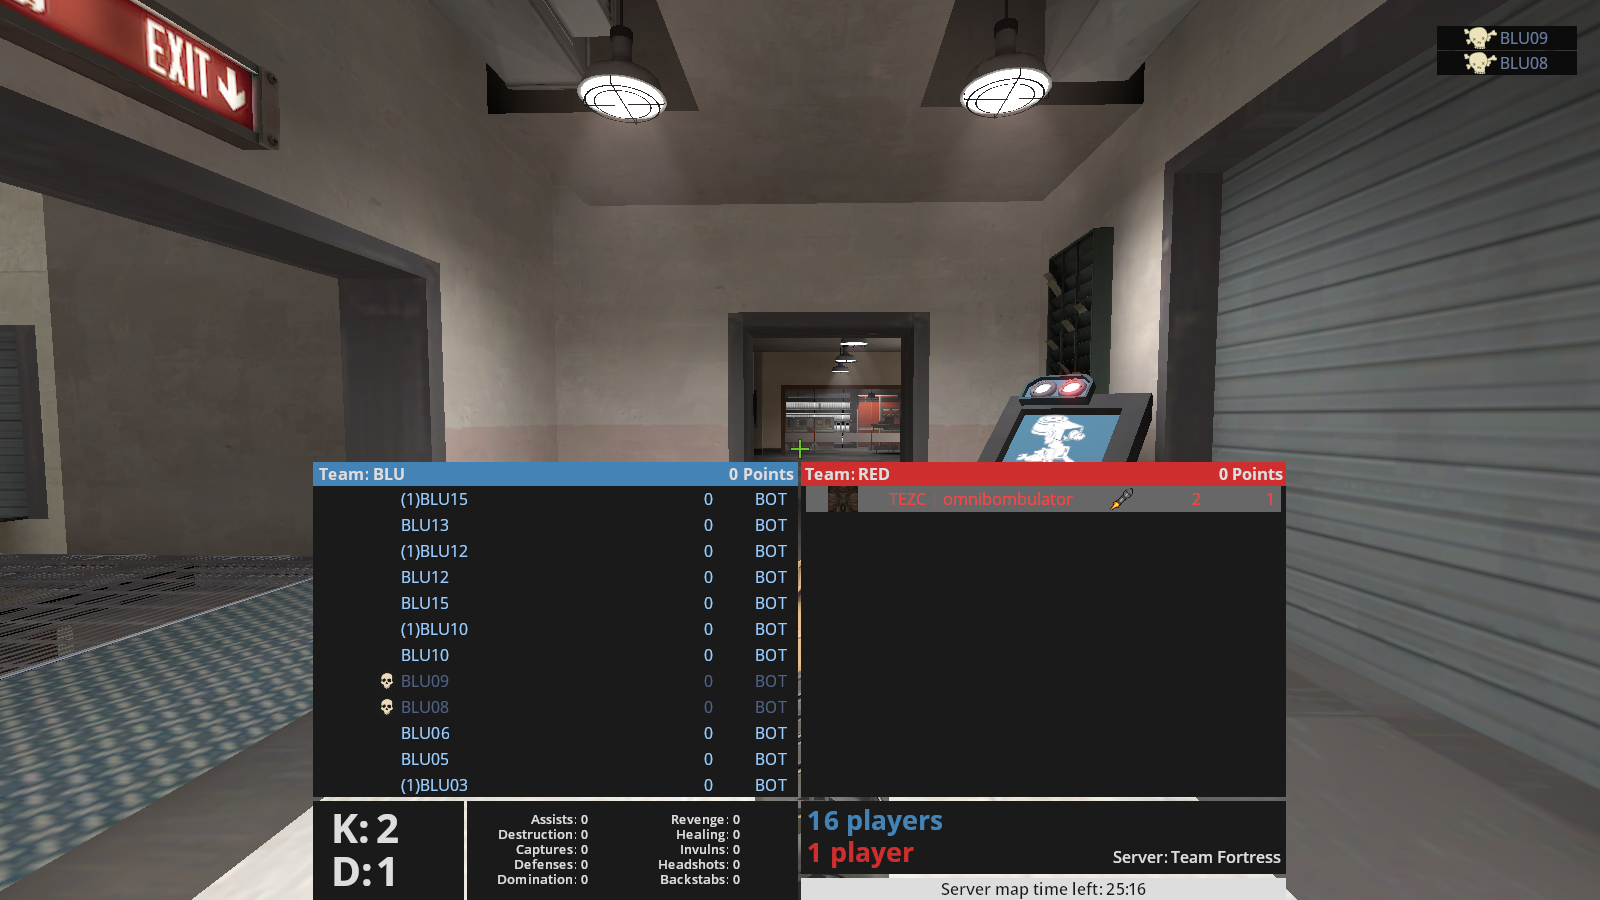 EXIT
BLU09
BLU08
Team: BLU 0 Points
(1)BLU15 0 BOT
BLU13 0 BOT
(1)BLU12 0 BOT
BLU12 0 BOT
BLU15 0 BOT
(1)BLU10 0 BOT
BLU10 0 BOT
BLU09 0 BOT
BLU08 0 BOT
BLU06 0 BOT
BLU05 0 BOT
(1)BLU03 0 BOT
Team: RED 0 Points
TEZC | omnibombulator 2 1
K: 2
D: 1
Assists: 0
Destruction: 0
Captures: 0
Defenses: 0
Domination: 0
Revenge: 0
Healing: 0
Invulns: 0
Headshots: 0
Backstabs: 0
16 players
1 player
Server: Team Fortress
Server map time left: 25:16